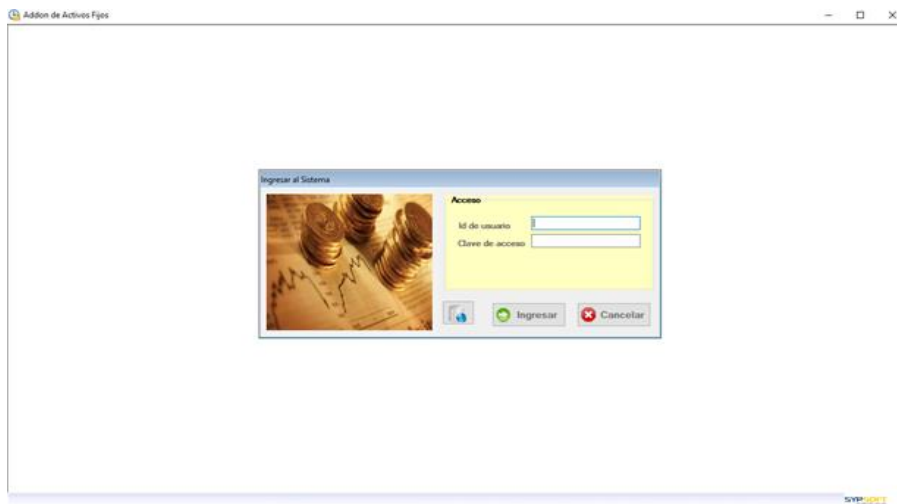 Addon de Activos Fijos
Ingresar al Sistema
Acceso
Id de usuario
Clave de acceso
Ingresar
Cancelar
SYPSOFT